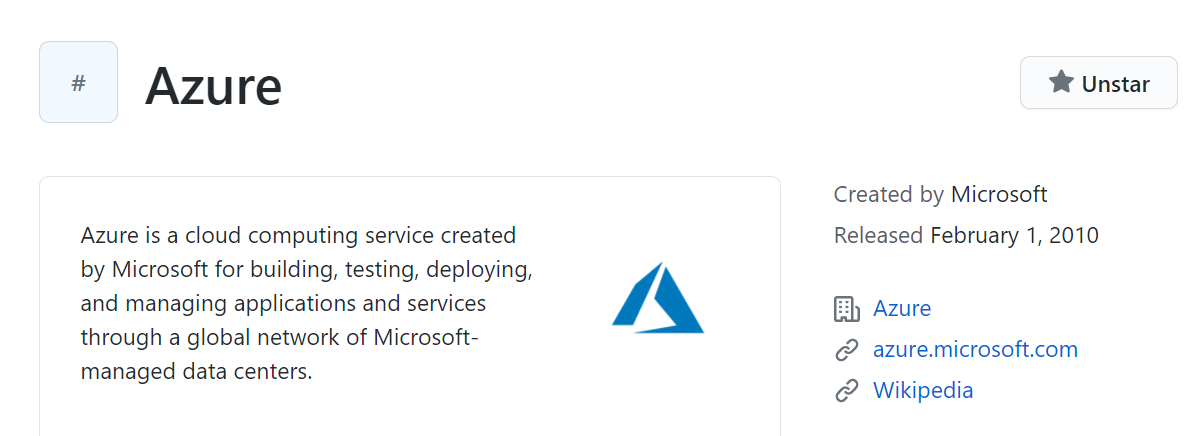 #
Azure
Unstar
Azure is a cloud computing service created
by Microsoft for building, testing, deploying,
and managing applications and services
through a global network of Microsoft-
managed data centers.
Created by Microsoft
Released February 1, 2010
Azure
azure.microsoft.com
Wikipedia